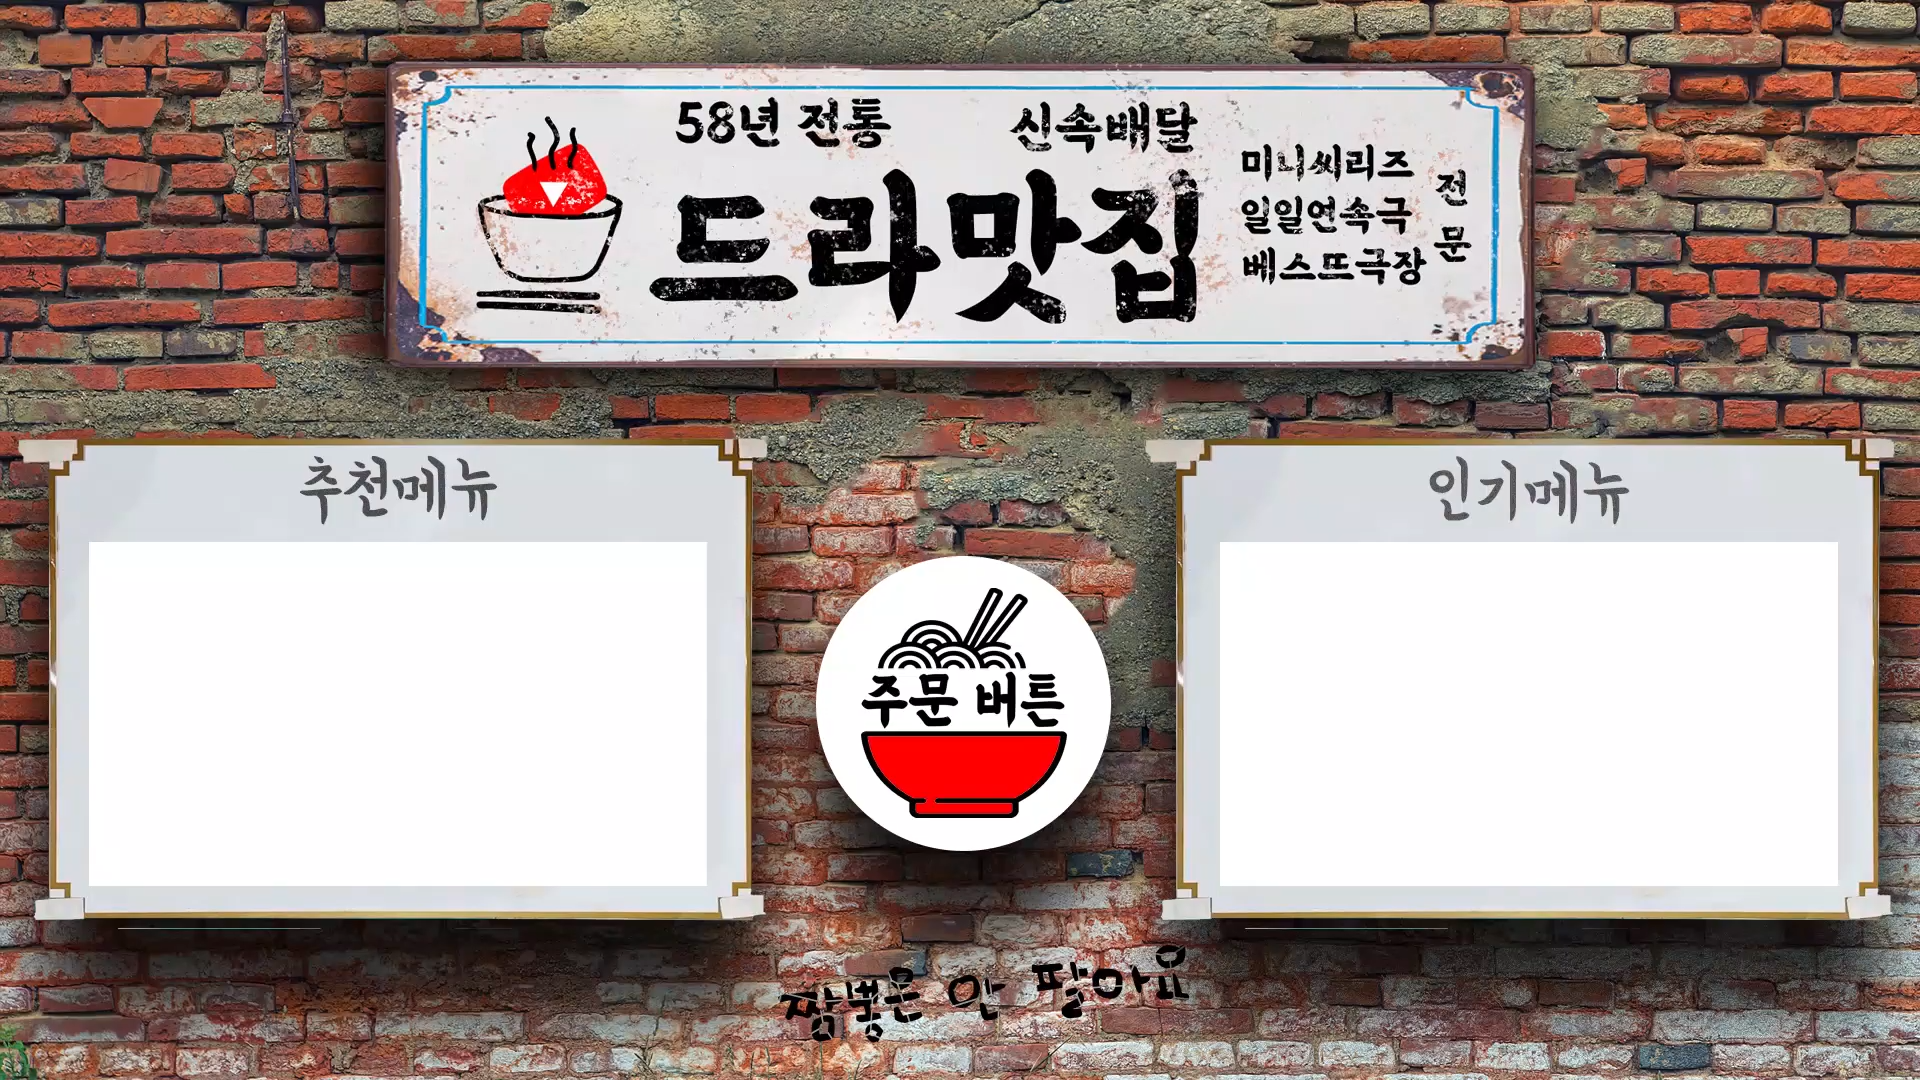 58년 전통
신속배달
드라맛집
미니씨리즈
일일연속극
베스뜨극장
전문
추천메뉴
인기메뉴
주문 버튼
짬뽕은 안 팔아요